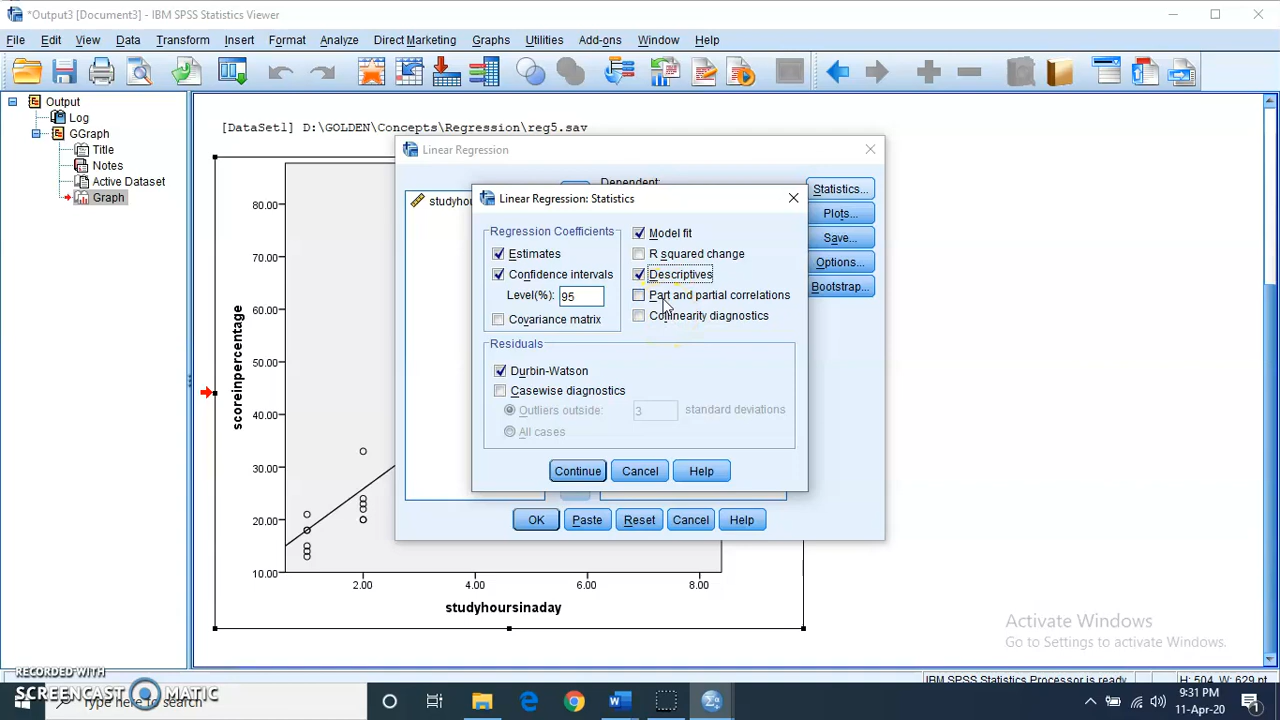 *Output3 [Document3] - IBM SPSS Statistics Viewer
File Edit View Data Transform Insert Format Analyze Direct Marketing Graphs Utilities Add-ons Window Help
Output
Log
GGraph
Title
Notes
Active Dataset
Graph
[DataSet1] D:\GOLDEN\Concepts\Regression\reg5.sav
scoreinpercentage
80.00
70.00
60.00
50.00
40.00
30.00
20.00
10.00
2.00 4.00 6.00 8.00
studyhoursinaday
Linear Regression
Dependent:
studyhou
Statistics...
Plots...
Save...
Options...
Bootstrap...
OK Paste Reset Cancel Help
Linear Regression: Statistics
Regression Coefficients
Estimates
Confidence intervals
Level(%): 95
Covariance matrix
Model fit
R squared change
Descriptives
Part and partial correlations
Collinearity diagnostics
Residuals
Durbin-Watson
Casewise diagnostics
Outliers outside: 3 standard deviations
All cases
Continue Cancel Help
Activate Windows
Go to Settings to activate Windows.
IBM SPSS Statistics Processor is ready
H: 504, W: 629 pt.
RECORDED WITH
SCREENCAST MATIC
Type here to search
9:31 PM
11-Apr-20
1